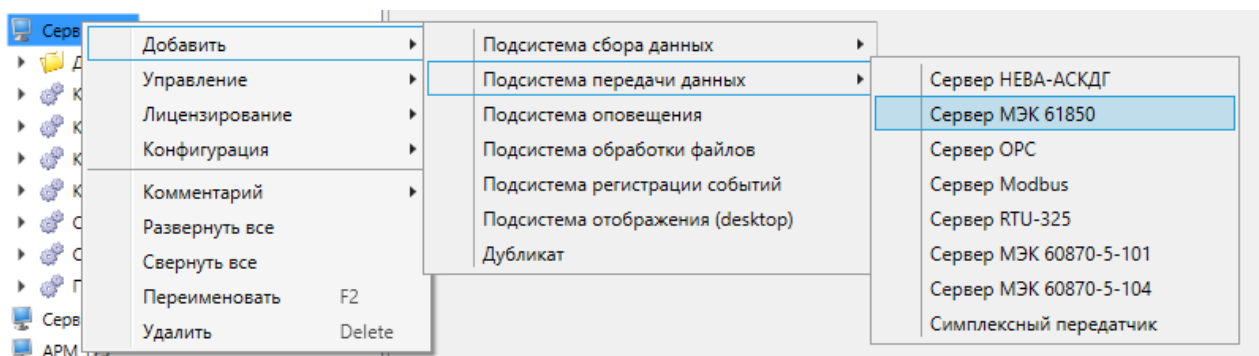 Добавить
Управление
Лицензирование
Конфигурация
Комментарий
Развернуть все
Свернуть все
Переименовать F2
Удалить Delete
Подсистема сбора данных
Подсистема передачи данных
Подсистема оповещения
Подсистема обработки файлов
Подсистема регистрации событий
Подсистема отображения (desktop)
Дубликат
Сервер НЕВА-АСКДГ
Сервер МЭК 61850
Сервер OPC
Сервер Modbus
Сервер RTU-325
Сервер МЭК 60870-5-101
Сервер МЭК 60870-5-104
Симплексный передатчик
АРМ